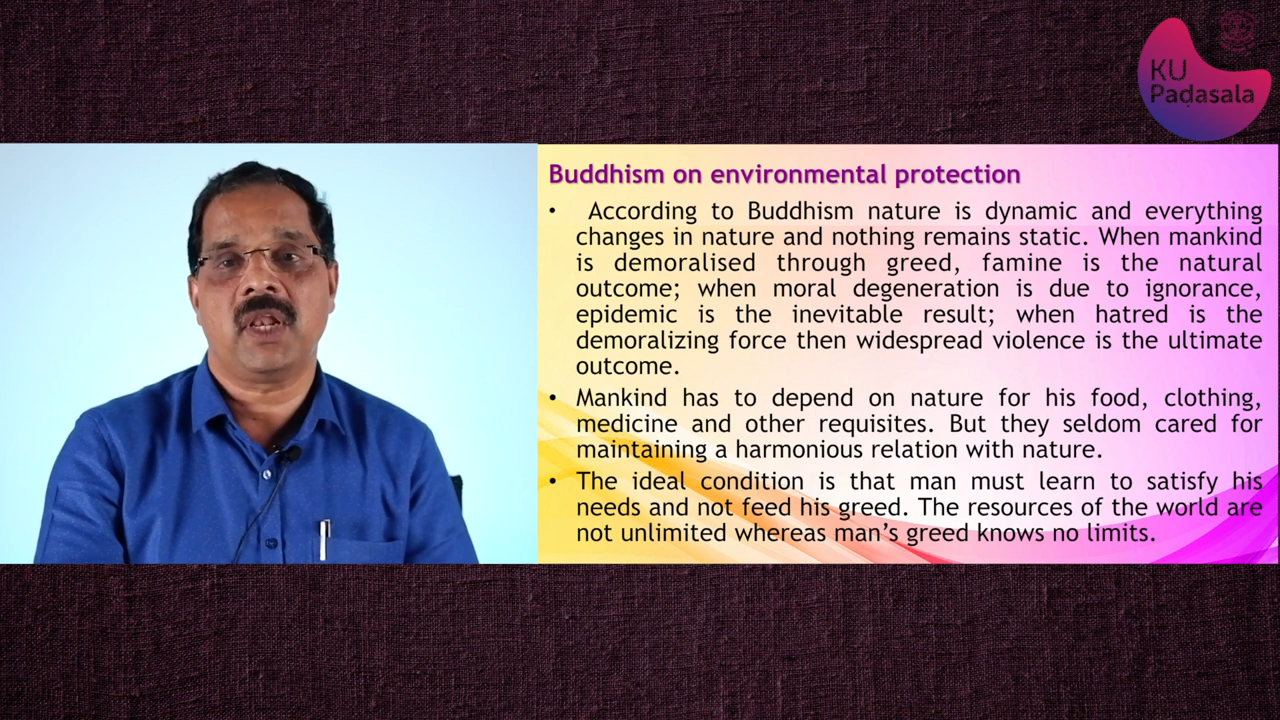 KU
Padasala
Buddhism on environmental protection
• According to Buddhism nature is dynamic and everything
changes in nature and nothing remains static. When mankind
is demoralised through greed, famine is the natural
outcome; when moral degeneration is due to ignorance,
epidemic is the inevitable result; when hatred is the
demoralizing force then widespread violence is the ultimate
outcome.
• Mankind has to depend on nature for his food, clothing,
medicine and other requisites. But they seldom cared for
maintaining a harmonious relation with nature.
• The ideal condition is that man must learn to satisfy his
needs and not feed his greed. The resources of the world are
not unlimited whereas man’s greed knows no limits.